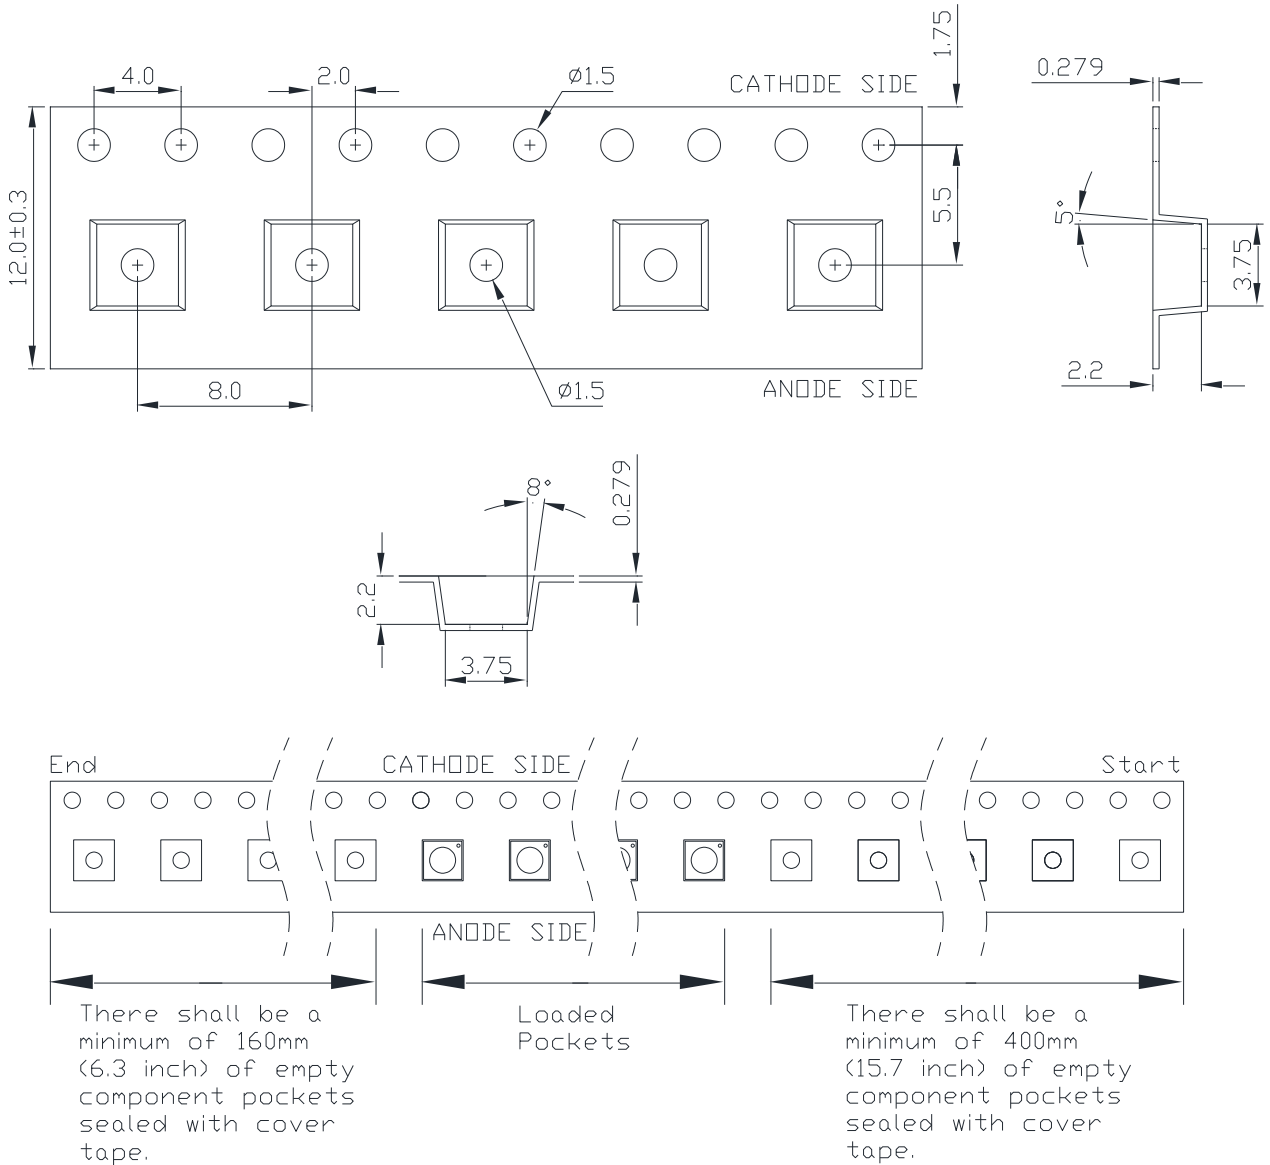 1.75
4.0
2.0
Ø1.5
CATHODE SIDE
0.279
12.0±0.3
5.5
5°
3.75
8.0
Ø1.5
ANODE SIDE
2.2
8°
0.279
2.2
3.75
End
CATHODE SIDE
Start
ANODE SIDE
There shall be a
minimum of 160mm
(6.3 inch) of empty
component pockets
sealed with cover
tape.
Loaded
Pockets
There shall be a
minimum of 400mm
(15.7 inch) of empty
component pockets
sealed with cover
tape.